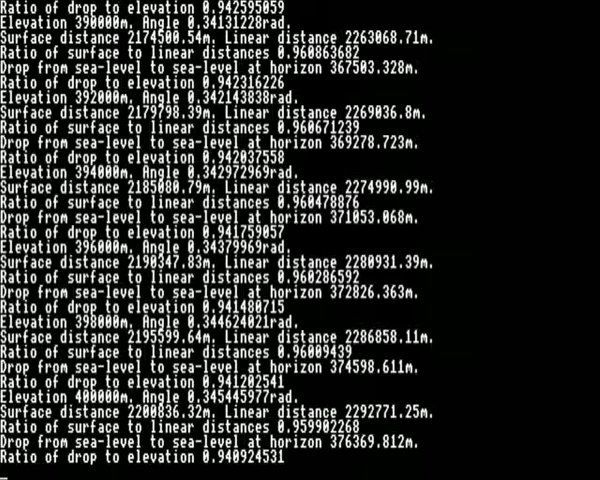 Ratio of drop to elevation 0.942595059
Elevation 390000m. Angle 0.34131228rad.
Surface distance 2174500.54m. Linear distance 2263068.71m.
Ratio of surface to linear distances 0.960863682
Drop from sea-level to sea-level at horizon 367503.328m.
Ratio of drop to elevation 0.942316226
Elevation 392000m. Angle 0.342143838rad.
Surface distance 2179798.39m. Linear distance 2269036.8m.
Ratio of surface to linear distances 0.960671239
Drop from sea-level to sea-level at horizon 369278.723m.
Ratio of drop to elevation 0.942037558
Elevation 394000m. Angle 0.342972969rad.
Surface distance 2185080.79m. Linear distance 2274990.99m.
Ratio of surface to linear distances 0.960478876
Drop from sea-level to sea-level at horizon 371053.068m.
Ratio of drop to elevation 0.941759057
Elevation 396000m. Angle 0.34379969rad.
Surface distance 2190347.83m. Linear distance 2280931.39m.
Ratio of surface to linear distances 0.960286592
Drop from sea-level to sea-level at horizon 372826.363m.
Ratio of drop to elevation 0.941480715
Elevation 398000m. Angle 0.344624021rad.
Surface distance 2195599.64m. Linear distance 2286858.11m.
Ratio of surface to linear distances 0.96009439
Drop from sea-level to sea-level at horizon 374598.611m.
Ratio of drop to elevation 0.941202541
Elevation 400000m. Angle 0.345445977rad.
Surface distance 2200836.32m. Linear distance 2292771.25m.
Ratio of surface to linear distances 0.959902268
Drop from sea-level to sea-level at horizon 376369.812m.
Ratio of drop to elevation 0.940924531